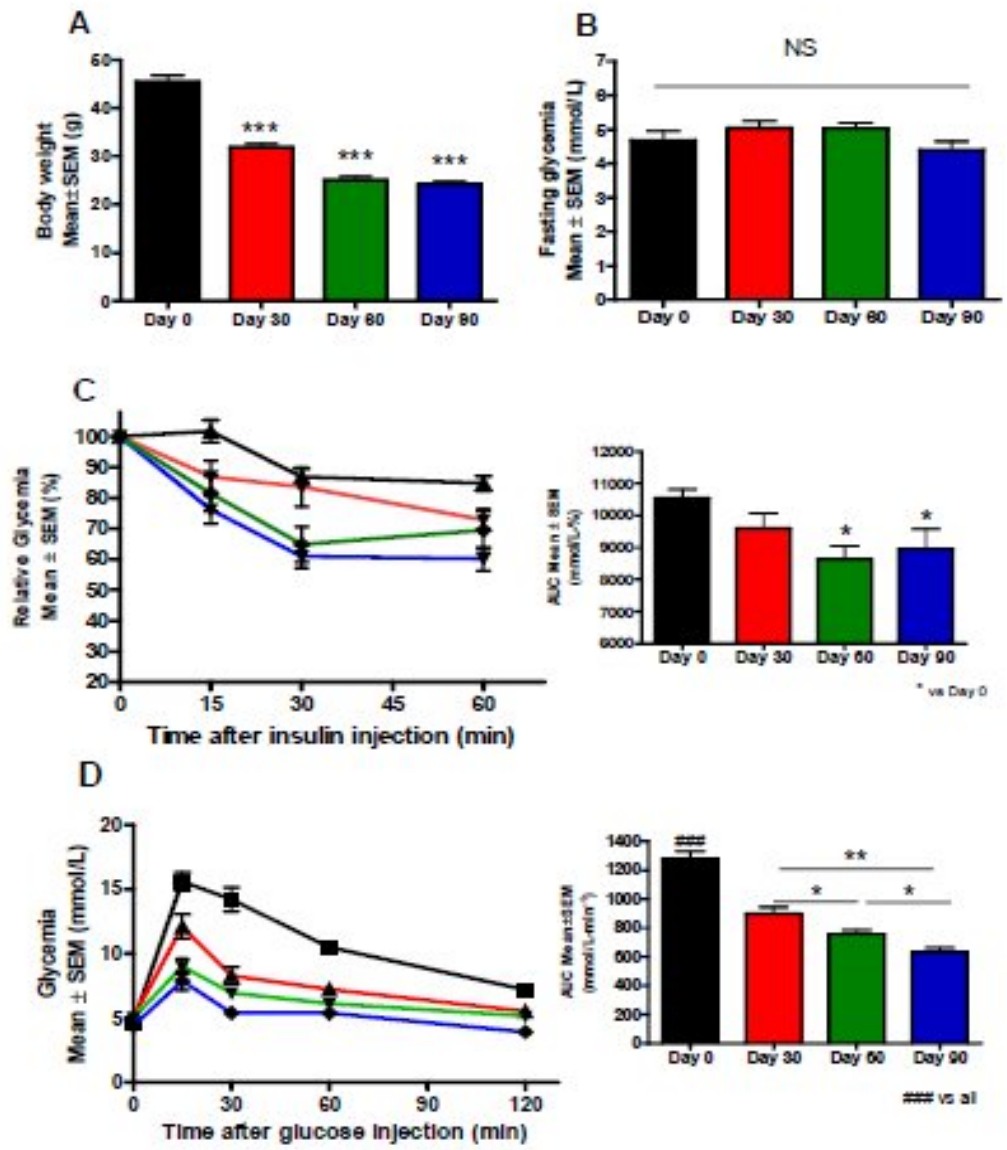 A
Body weight
Mean±SEM (g)
50
40
30
20
10
0
***
***
***
Day 0
Day 30
Day 60
Day 90
B
NS
Fasting glycemia
Mean ± SEM (mmol/L)
7
6
5
4
3
2
1
0
Day 0
Day 30
Day 60
Day 90
C
Relative Glycemia
Mean ± SEM (%)
100
90
80
70
60
50
40
30
20
0
15
30
45
60
Time after insulin injection (min)
AUC Mean ± SEM
(mmol/L-%)
12000
11000
10000
9000
8000
7000
6000
*
*
Day 0
Day 30
Day 60
Day 90
* vs Day 0
D
Glycemia
Mean ± SEM (mmol/L)
20
15
10
5
0
0
30
60
90
120
Time after glucose injection (min)
AUC Mean±SEM
(mmol/L-min⁻¹)
1400
1200
1000
800
600
400
200
0
###
**
*
*
Day 0
Day 30
Day 60
Day 90
### vs all